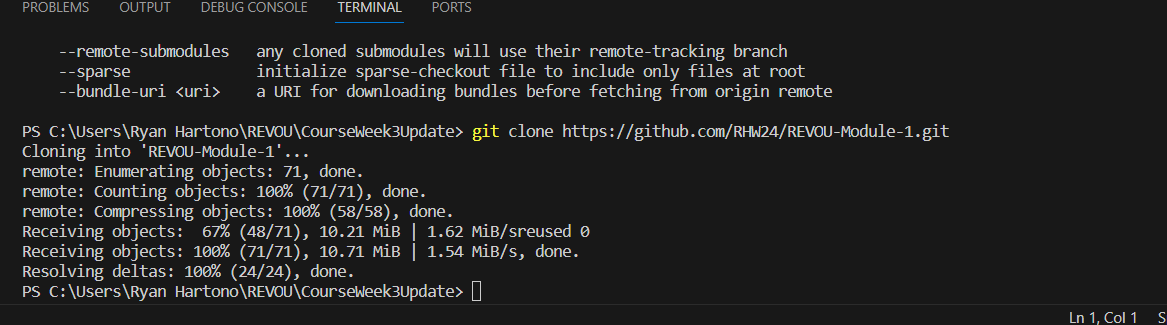 PROBLEMS OUTPUT DEBUG CONSOLE TERMINAL PORTS
--remote-submodules any cloned submodules will use their remote-tracking branch
--sparse initialize sparse-checkout file to include only files at root
--bundle-uri <uri> a URI for downloading bundles before fetching from origin remote
PS C:\Users\Ryan Hartono\REVOU\CourseWeek3Update> git clone https://github.com/RHW24/REVOU-Module-1.git
Cloning into 'REVOU-Module-1'...
remote: Enumerating objects: 71, done.
remote: Counting objects: 100% (71/71), done.
remote: Compressing objects: 100% (58/58), done.
Receiving objects:  67% (48/71), 10.21 MiB | 1.62 MiB/sreused 0
Receiving objects: 100% (71/71), 10.71 MiB | 1.54 MiB/s, done.
Resolving deltas: 100% (24/24), done.
PS C:\Users\Ryan Hartono\REVOU\CourseWeek3Update>
Ln 1, Col 1 S